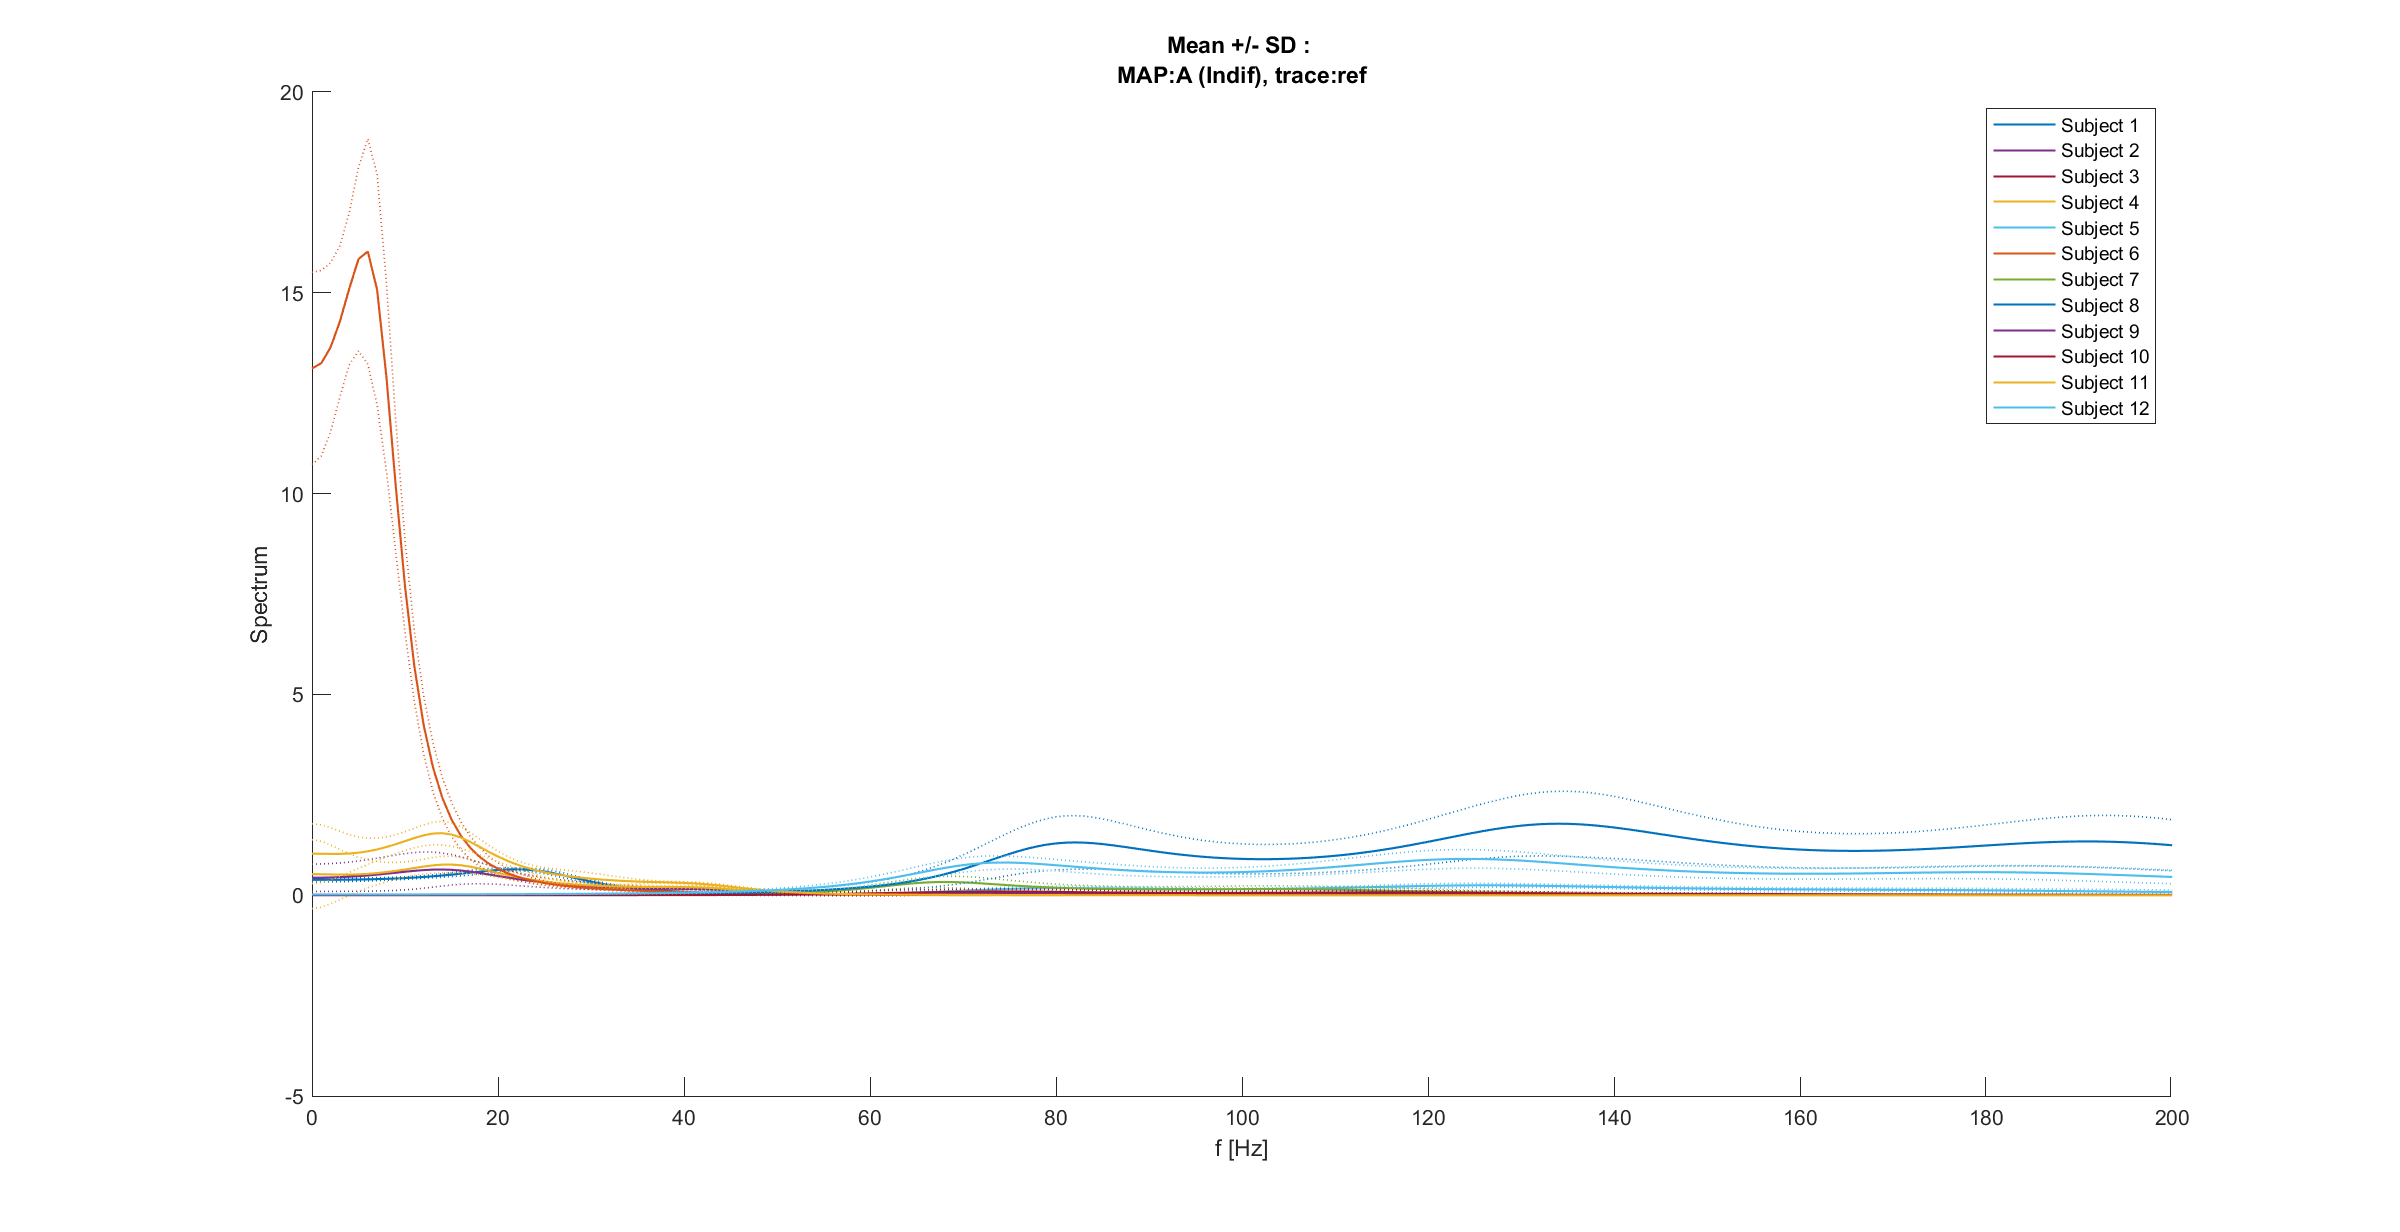 Mean +/- SD :
MAP:A (Indif), trace:ref
20
15
10
5
0
-5
Spectrum
0 20 40 60 80 100 120 140 160 180 200
f [Hz]
Subject 1
Subject 2
Subject 3
Subject 4
Subject 5
Subject 6
Subject 7
Subject 8
Subject 9
Subject 10
Subject 11
Subject 12